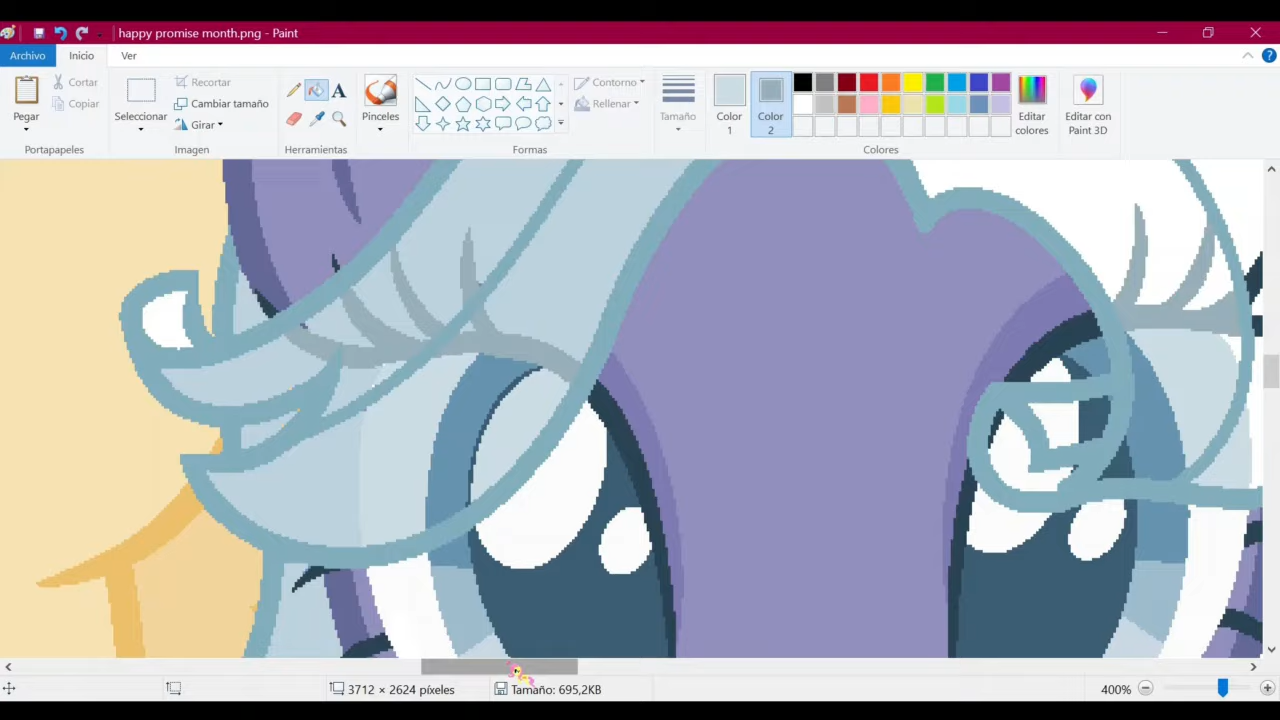 happy promise month.png - Paint
Archivo Inicio Ver
Pegar
Cortar
Copiar
Portapapeles
Seleccionar
Recortar
Cambiar tamaño
Girar
Imagen
A
Herramientas
Pinceles
Contorno
Rellenar
Formas
Tamaño
Color 1
Color 2
Editar colores
Editar con Paint 3D
Colores
3712 × 2624 píxeles
Tamaño: 695,2KB
400%